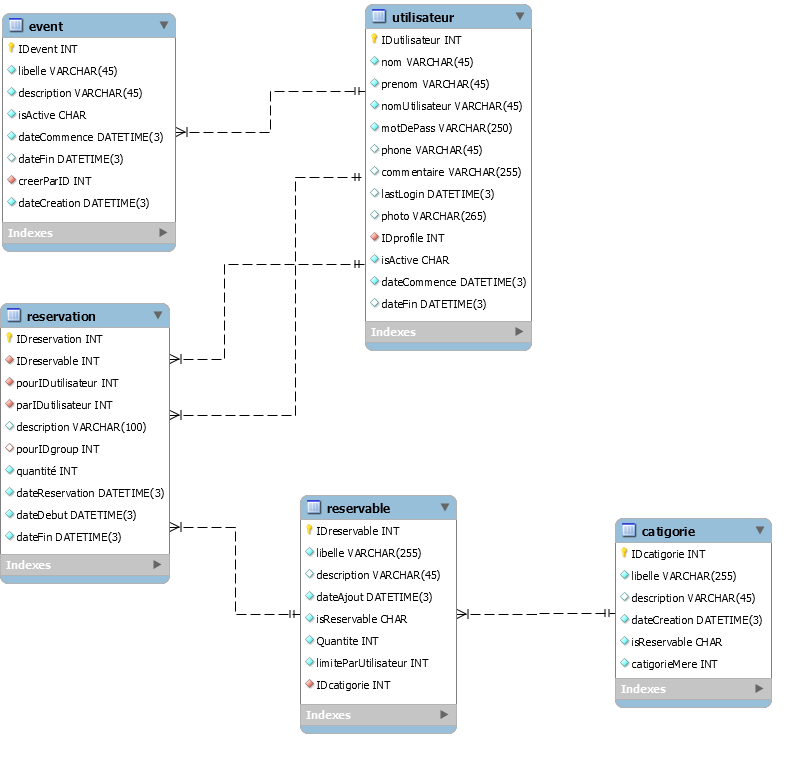 event
IDevent INT
libelle VARCHAR(45)
description VARCHAR(45)
isActive CHAR
dateCommence DATETIME(3)
dateFin DATETIME(3)
creerParID INT
dateCreation DATETIME(3)
Indexes
utilisateur
IDutilisateur INT
nom VARCHAR(45)
prenom VARCHAR(45)
nomUtilisateur VARCHAR(45)
motDePass VARCHAR(250)
phone VARCHAR(45)
commentaire VARCHAR(255)
lastLogin DATETIME(3)
photo VARCHAR(265)
IDprofile INT
isActive CHAR
dateCommence DATETIME(3)
dateFin DATETIME(3)
Indexes
reservation
IDreservation INT
IDreservable INT
pourIDutilisateur INT
parIDutilisateur INT
description VARCHAR(100)
pourIDgroup INT
quantité INT
dateReservation DATETIME(3)
dateDebut DATETIME(3)
dateFin DATETIME(3)
Indexes
reservable
IDreservable INT
libelle VARCHAR(255)
description VARCHAR(45)
dateAjout DATETIME(3)
isReservable CHAR
Quantite INT
limiteParUtilisateur INT
IDcatigorie INT
Indexes
catigorie
IDcatigorie INT
libelle VARCHAR(255)
description VARCHAR(45)
dateCreation DATETIME(3)
isReservable CHAR
catigorieMere INT
Indexes